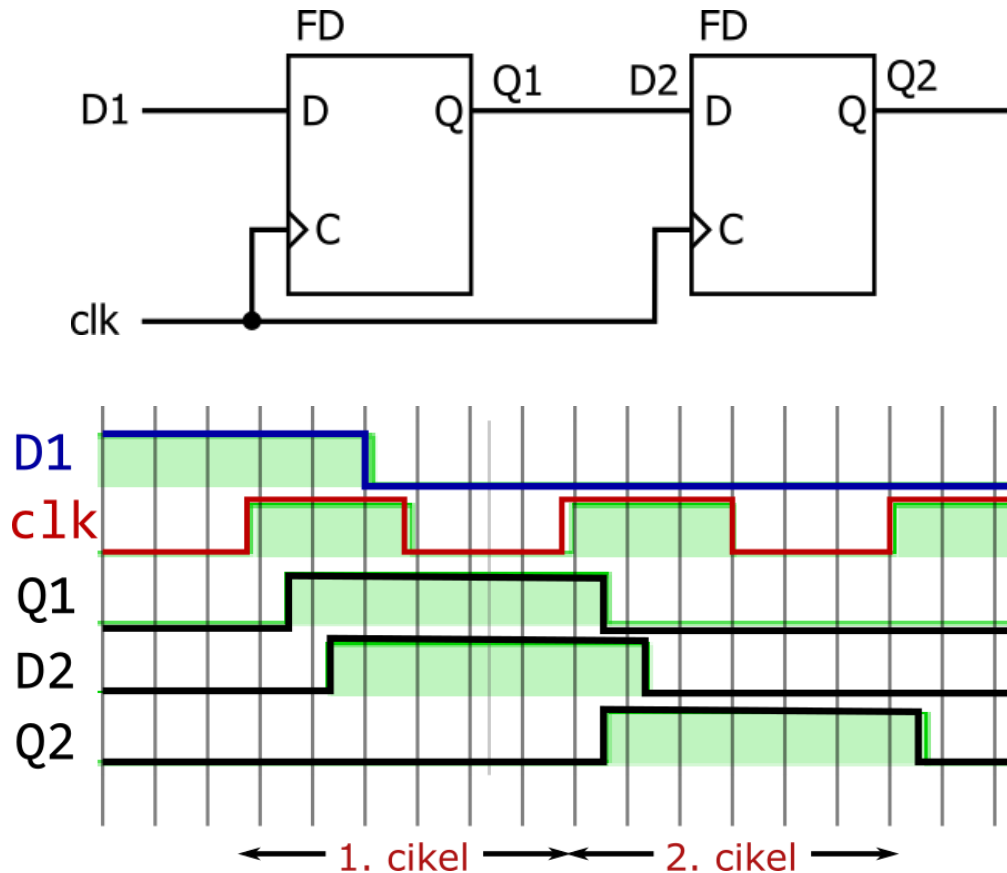 FD FD
Q1 D2 Q2
D1 D Q D Q
C C
clk
D1
clk
Q1
D2
Q2
1. cikel 2. cikel